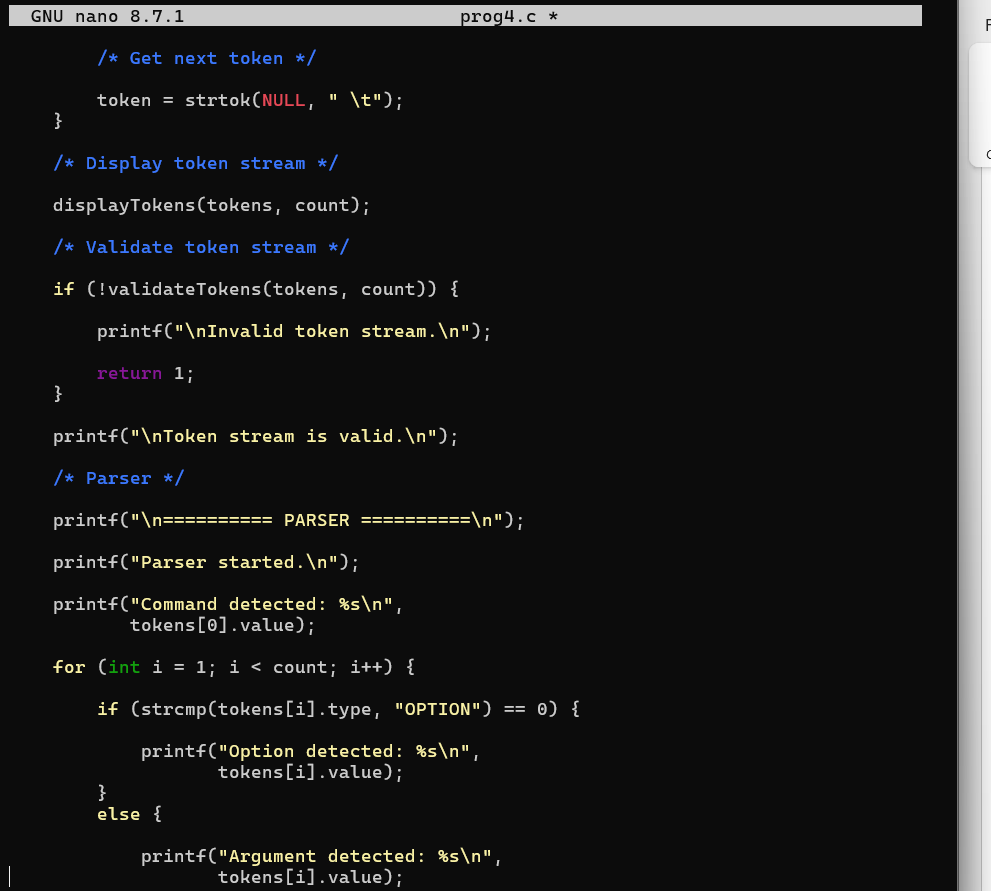 GNU nano 8.7.1 prog4.c *
/* Get next token */
token = strtok(NULL, " \t");
}
/* Display token stream */
displayTokens(tokens, count);
/* Validate token stream */
if (!validateTokens(tokens, count)) {
printf("\nInvalid token stream.\n");
return 1;
}
printf("\nToken stream is valid.\n");
/* Parser */
printf("\n========== PARSER ==========\n");
printf("Parser started.\n");
printf("Command detected: %s\n",
tokens[0].value);
for (int i = 1; i < count; i++) {
if (strcmp(tokens[i].type, "OPTION") == 0) {
printf("Option detected: %s\n",
tokens[i].value);
}
else {
printf("Argument detected: %s\n",
tokens[i].value);